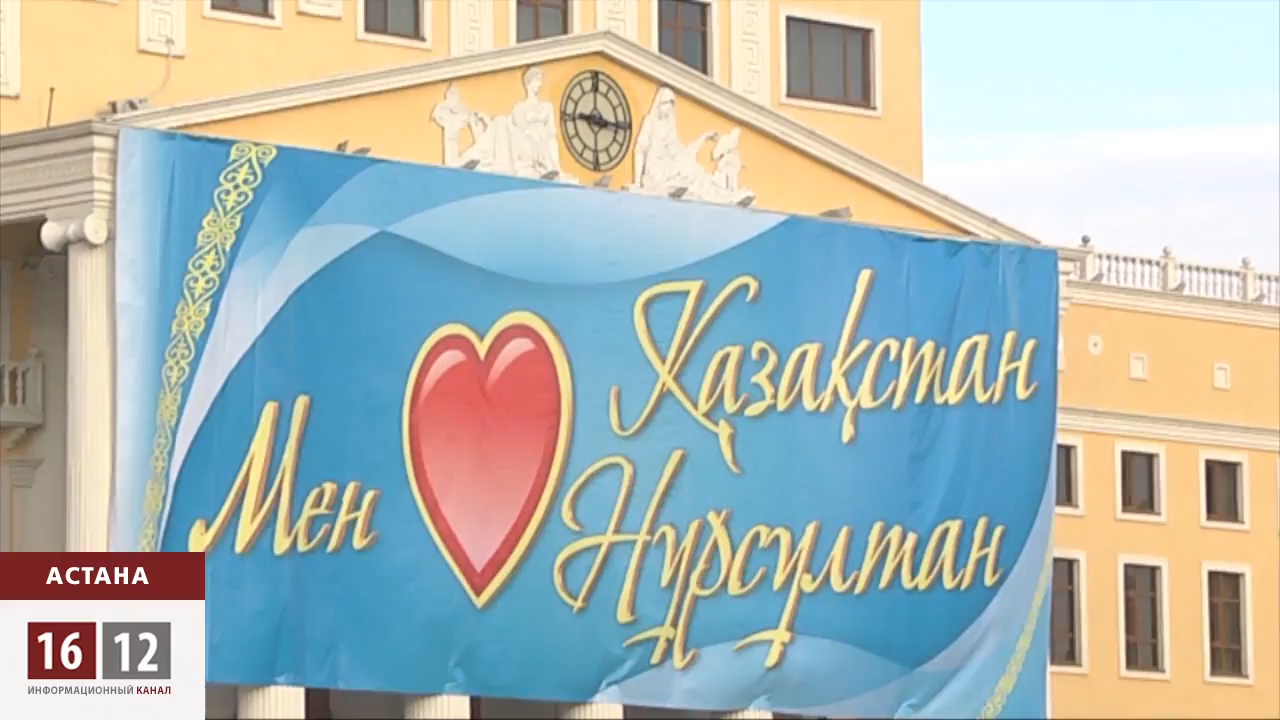 Мен
Қазақстан
Нұрсұлтан
АСТАНА
16 12
ИНФОРМАЦИОННЫЙ КАНАЛ